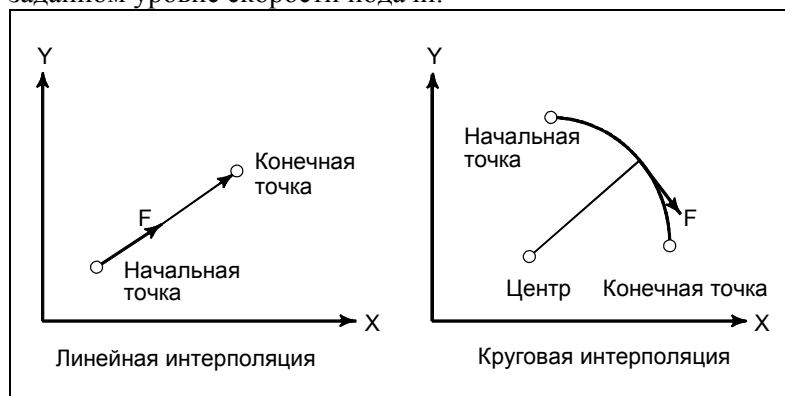 заданном уровне скорости подачи.
Y
Конечная
точка
F
Начальная
точка
X
Линейная интерполяция
Y
Начальная
точка
F
Центр
Конечная точка
X
Круговая интерполяция